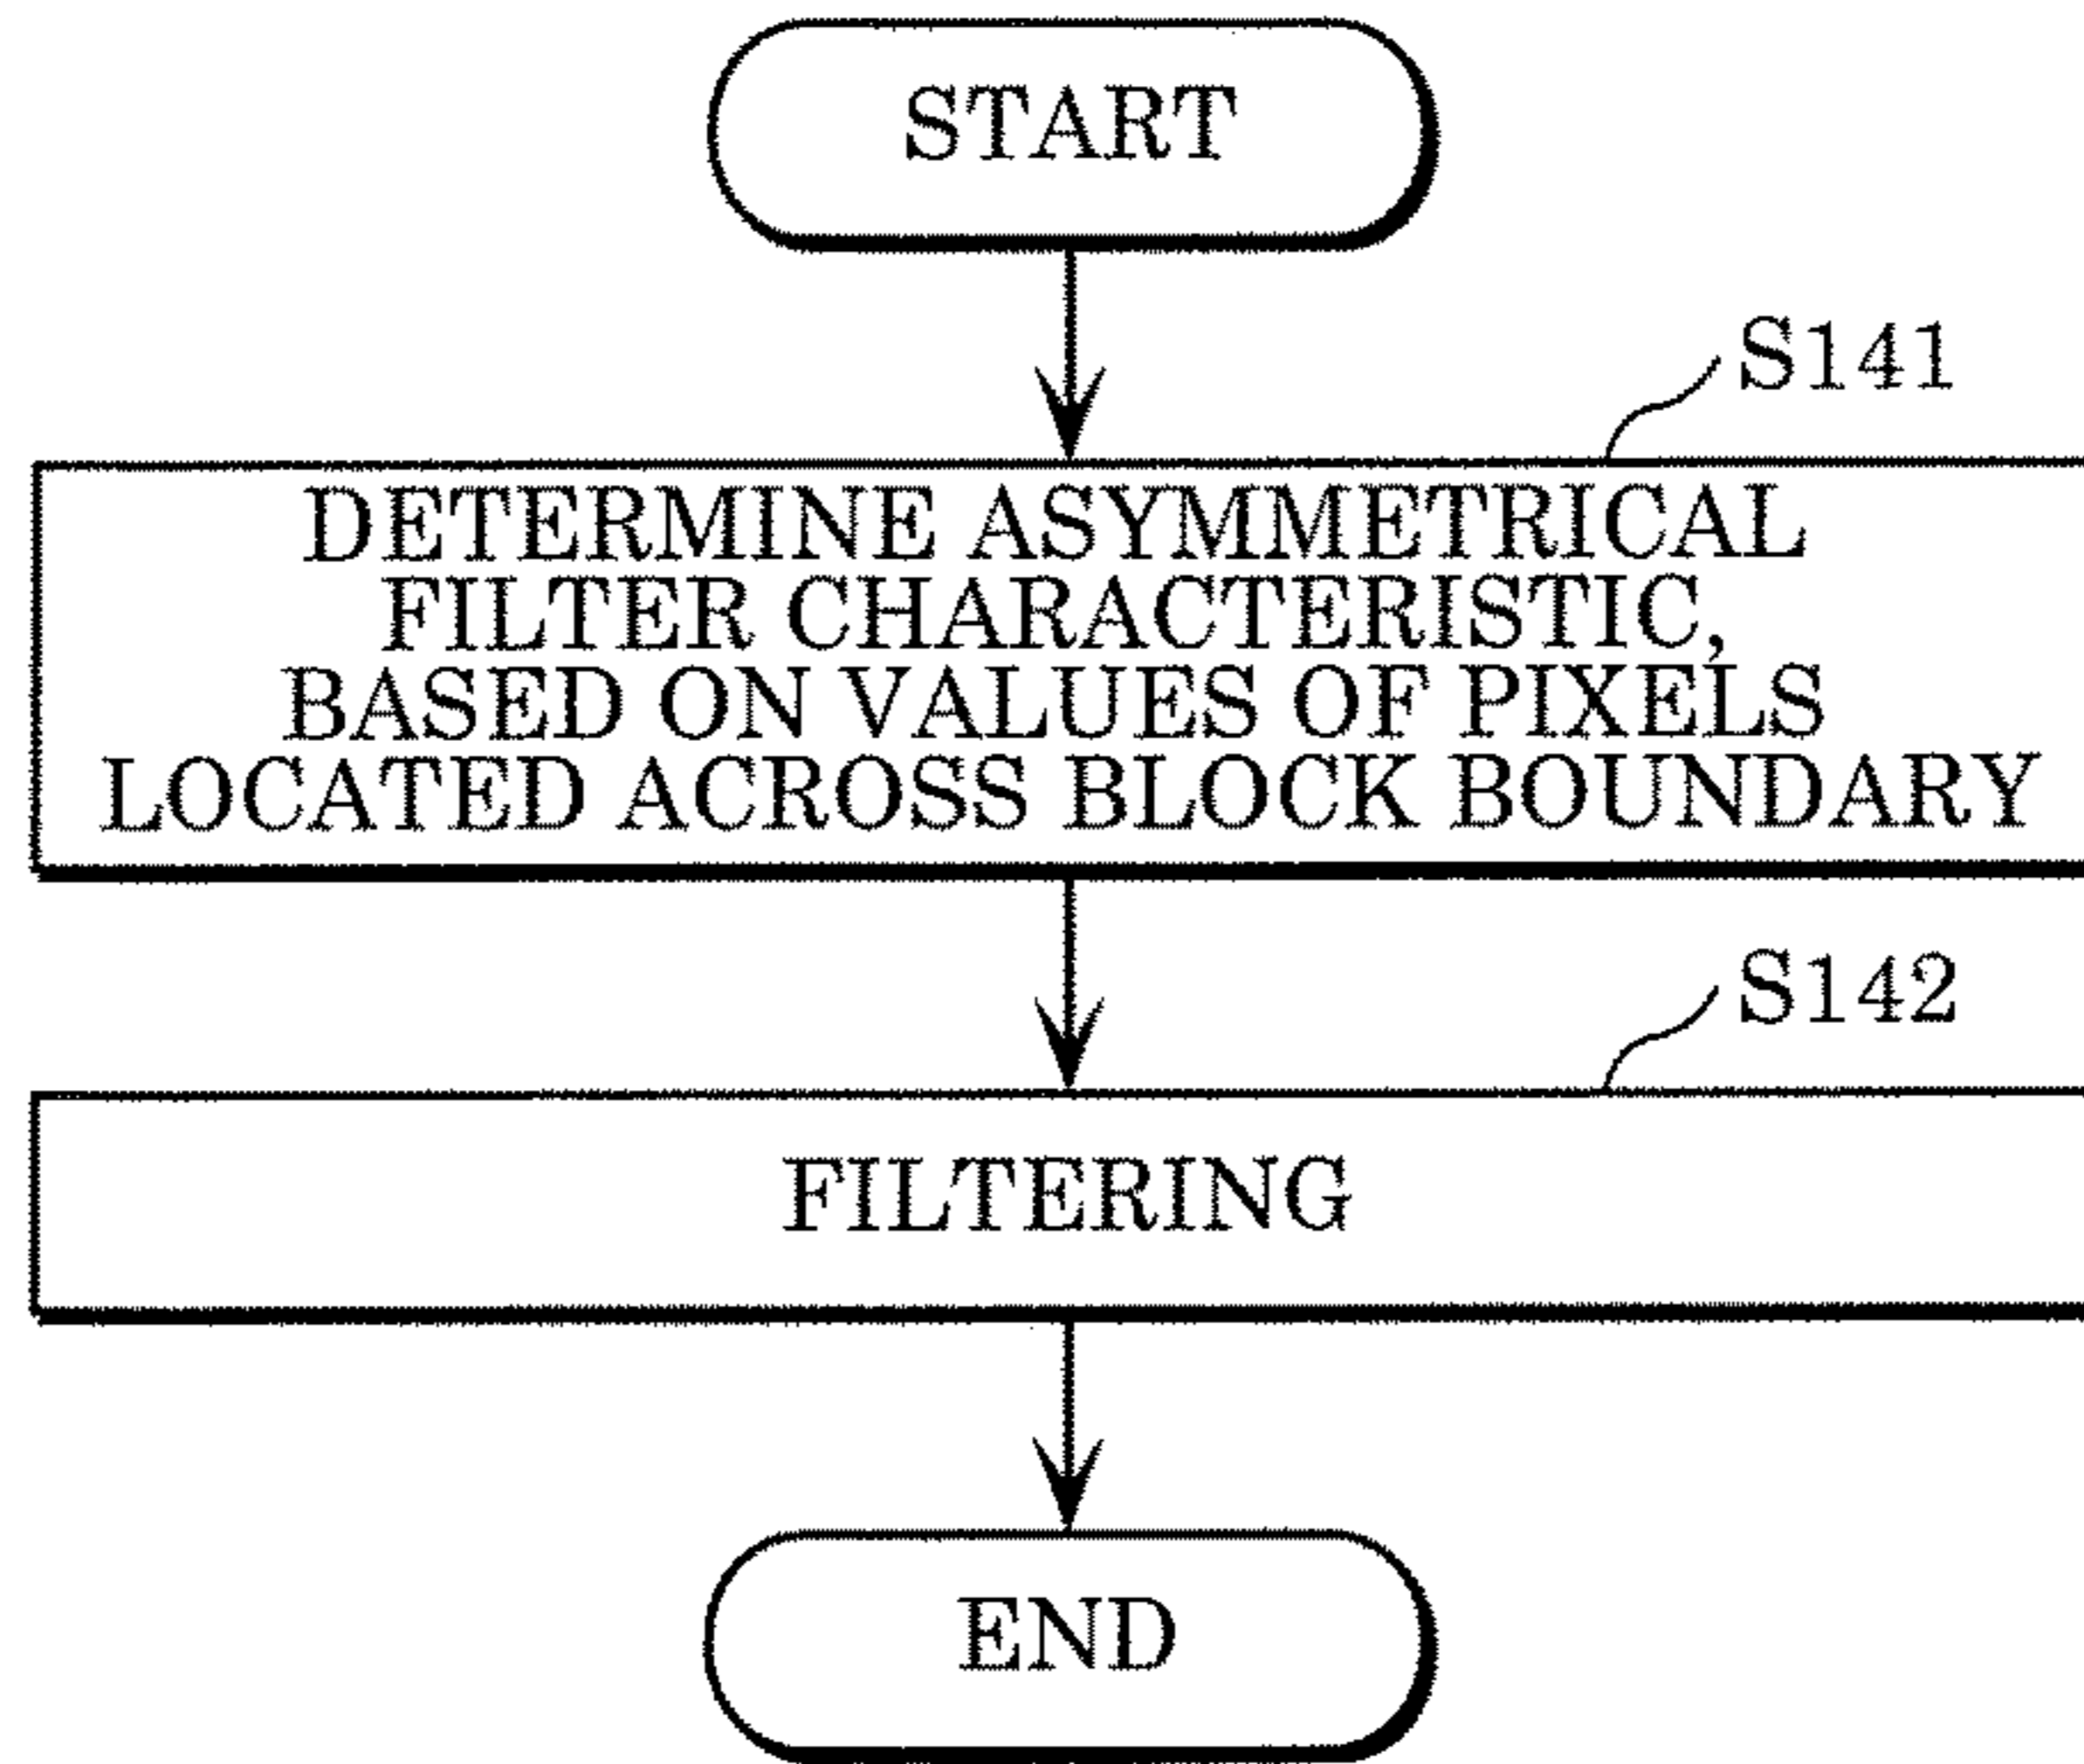 START
S141
DETERMINE ASYMMETRICAL
FILTER CHARACTERISTIC,
BASED ON VALUES OF PIXELS
LOCATED ACROSS BLOCK BOUNDARY
S142
FILTERING
END